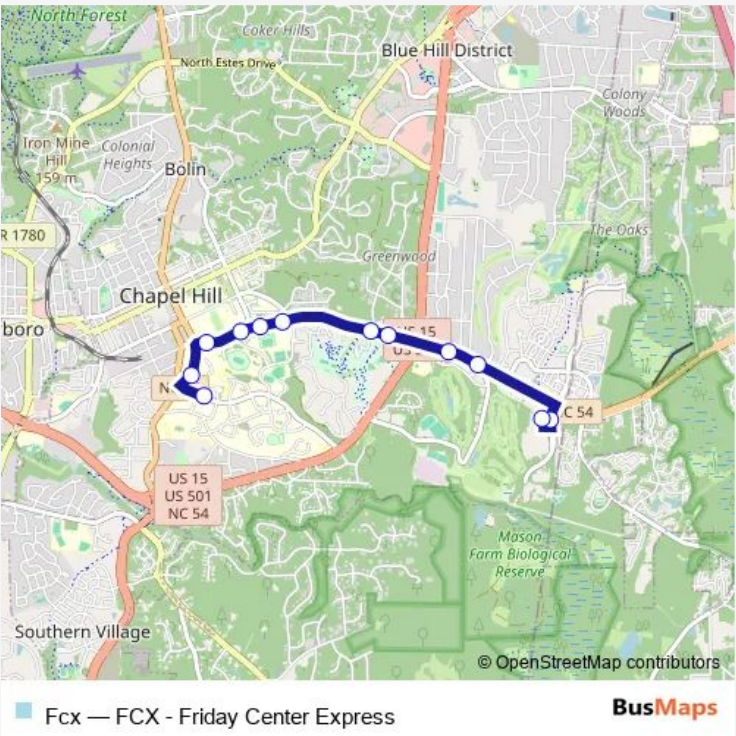 North Forest
Coker Hills
Blue Hill District
North Estes Drive
Colony
Woods
Iron Mine
Hill
159 m
Colonial
Heights
Bolin
R 1780
The Oaks
Greenwood
Chapel Hill
boro
US 15
US
N
C 54
US 15
US 501
NC 54
Mason
Farm Biological
Reserve
Southern Village
© OpenStreetMap contributors
Fcx — FCX - Friday Center Express
BusMaps